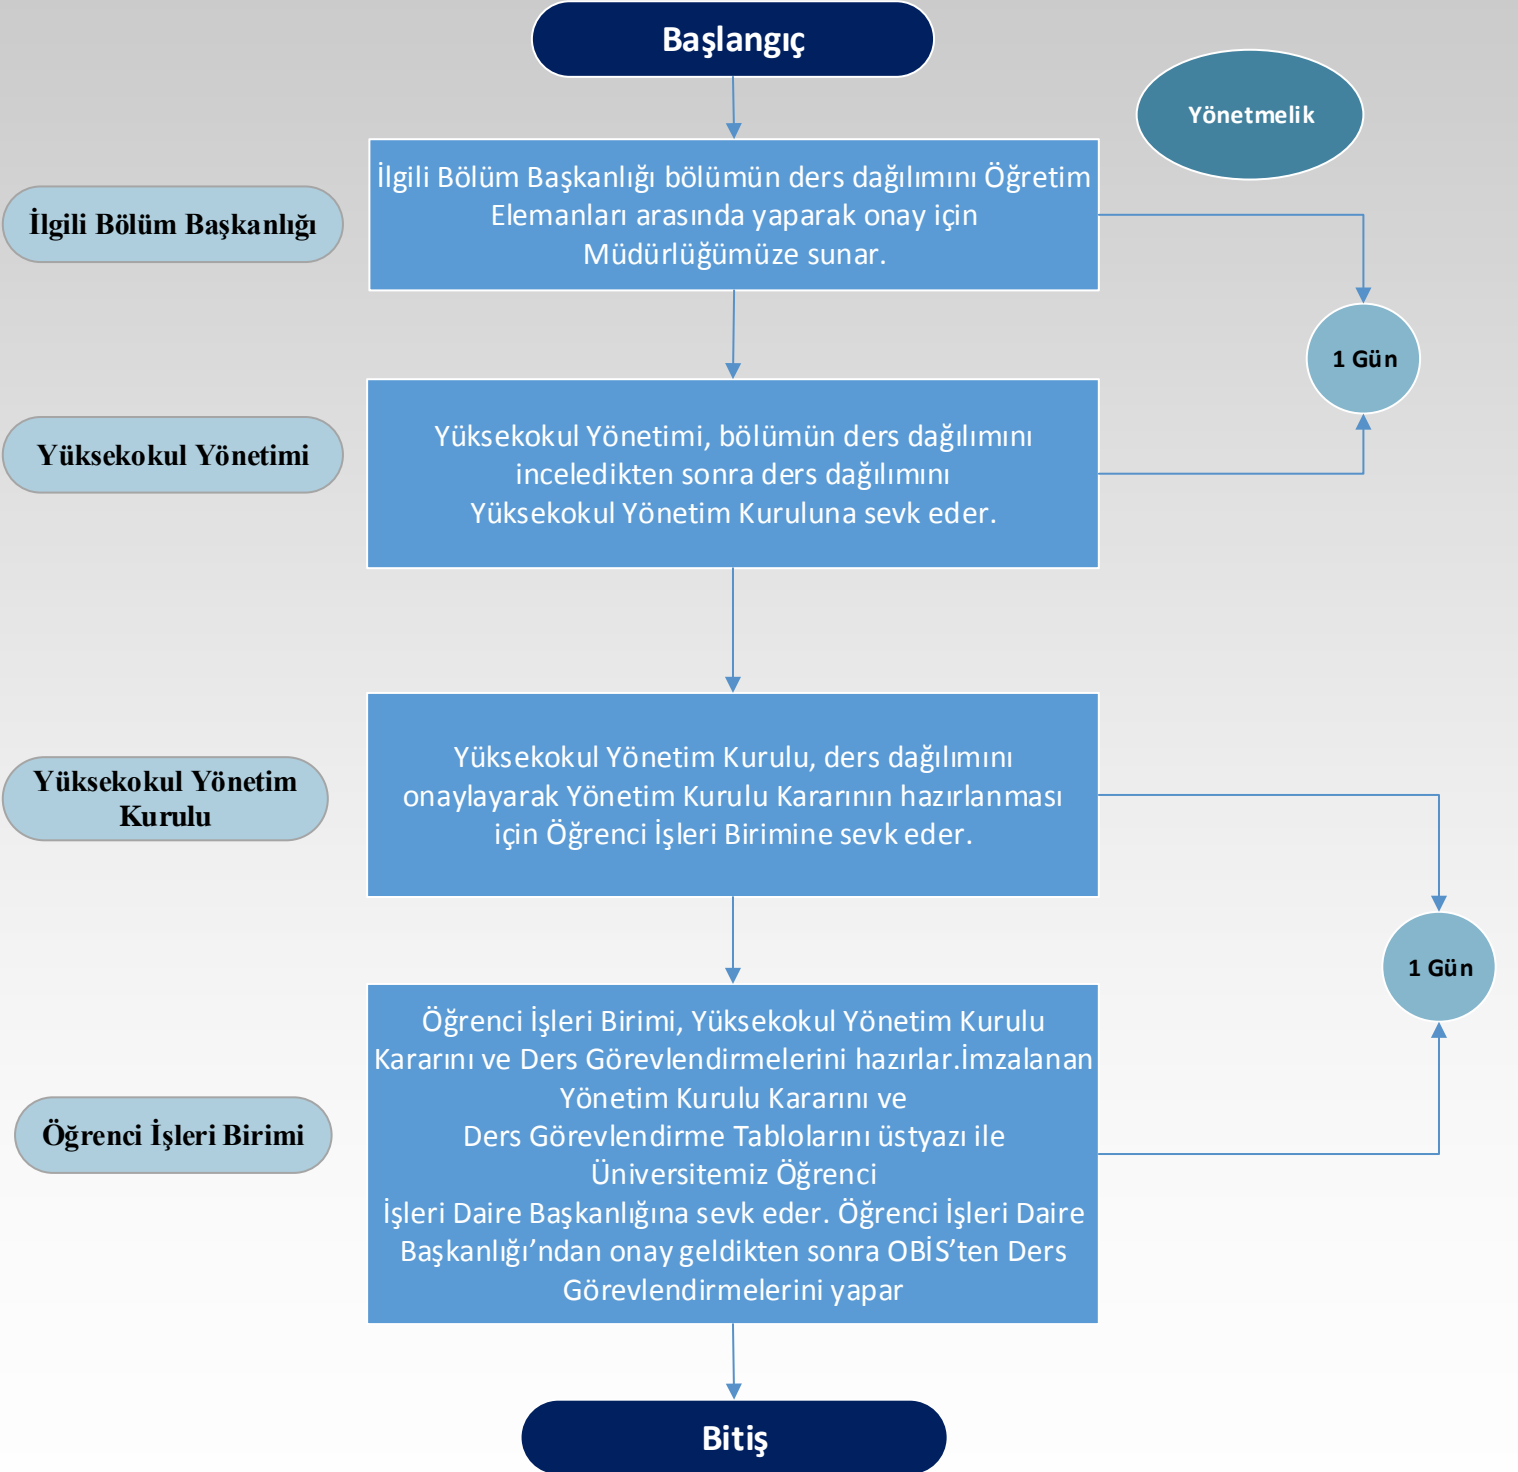 Başlangıç
Yönetmelik
İlgili Bölüm Başkanlığı
İlgili Bölüm Başkanlığı bölümün ders dağılımını Öğretim
Elemanları arasında yaparak onay için
Müdürlüğümüze sunar.
1 Gün
Yüksekokul Yönetimi
Yüksekokul Yönetimi, bölümün ders dağılımını
inceledikten sonra ders dağılımını
Yüksekokul Yönetim Kuruluna sevk eder.
Yüksekokul Yönetim
Kurulu
Yüksekokul Yönetim Kurulu, ders dağılımını
onaylayarak Yönetim Kurulu Kararının hazırlanması
için Öğrenci İşleri Birimine sevk eder.
1 Gün
Öğrenci İşleri Birimi
Öğrenci İşleri Birimi, Yüksekokul Yönetim Kurulu
Kararını ve Ders Görevlendirmelerini hazırlar.İmzalanan
Yönetim Kurulu Kararını ve
Ders Görevlendirme Tablolarını üstyazı ile
Üniversitemiz Öğrenci
İşleri Daire Başkanlığına sevk eder. Öğrenci İşleri Daire
Başkanlığı’ndan onay geldikten sonra OBİS’ten Ders
Görevlendirmelerini yapar
Bitiş